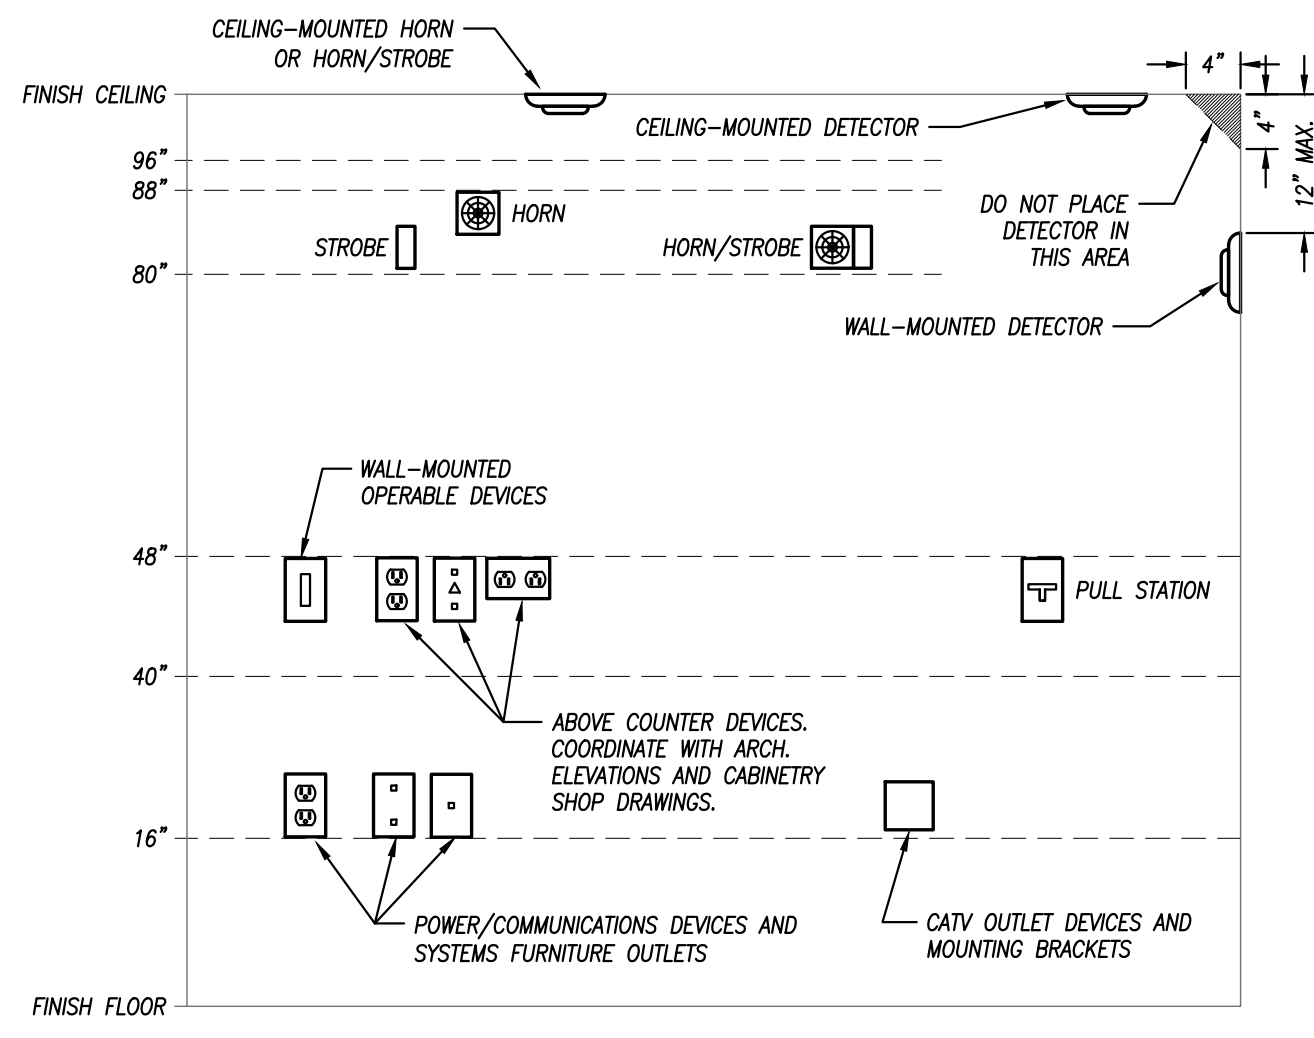 CEILING-MOUNTED HORN
OR HORN/STROBE
4"
FINISH CEILING
CEILING-MOUNTED DETECTOR
4"
12" MAX.
96"
88"
HORN
DO NOT PLACE
DETECTOR IN
THIS AREA
STROBE
HORN/STROBE
80"
WALL-MOUNTED DETECTOR
WALL-MOUNTED
OPERABLE DEVICES
48"
PULL STATION
40"
ABOVE COUNTER DEVICES.
COORDINATE WITH ARCH.
ELEVATIONS AND CABINETRY
SHOP DRAWINGS.
16"
POWER/COMMUNICATIONS DEVICES AND
SYSTEMS FURNITURE OUTLETS
CATV OUTLET DEVICES AND
MOUNTING BRACKETS
FINISH FLOOR